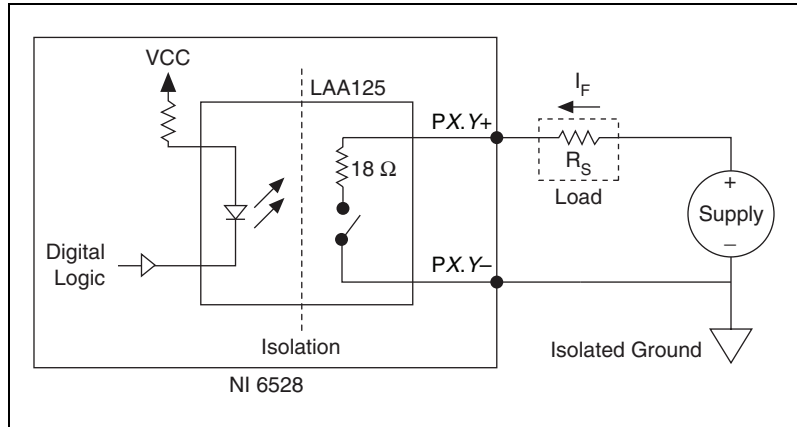 VCC
LAA125
PX.Y+
I_F
18 Ω
R_S
Load
+
Supply
–
Digital
Logic
PX.Y–
Isolation
Isolated Ground
NI 6528